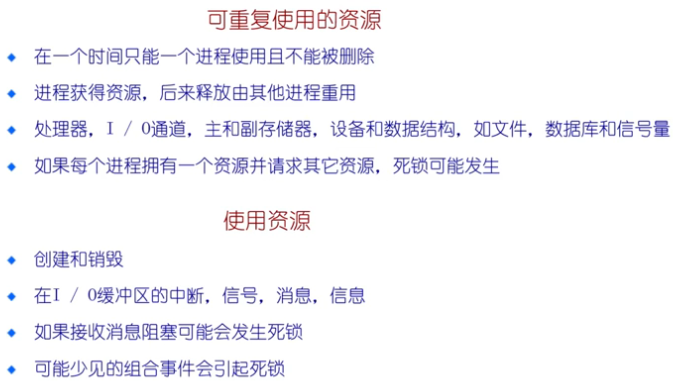 可重复使用的资源
在一个时间只能一个进程使用且不能被删除
进程获得资源，后来释放由其他进程重用
处理器，I / O通道，主和副存储器，设备和数据结构，如文件，数据库和信号量
如果每个进程拥有一个资源并请求其它资源，死锁可能发生
使用资源
创建和销毁
在I / O缓冲区的中断，信号，消息，信息
如果接收消息阻塞可能会发生死锁
可能少见的组合事件会引起死锁